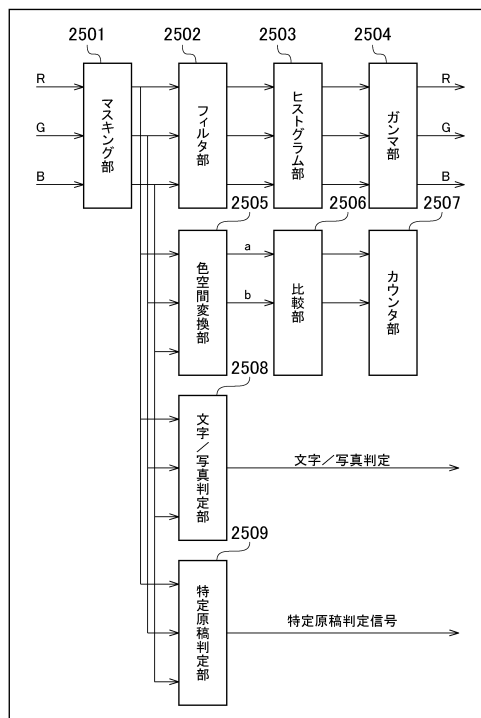 2501
2502
2503
2504
R
G
B
マスキング部
フィルタ部
ヒストグラム部
ガンマ部
R
G
B
2505
2506
2507
色空間変換部
a
b
比較部
カウンタ部
2508
文字／写真判定部
文字／写真判定
2509
特定原稿判定部
特定原稿判定信号